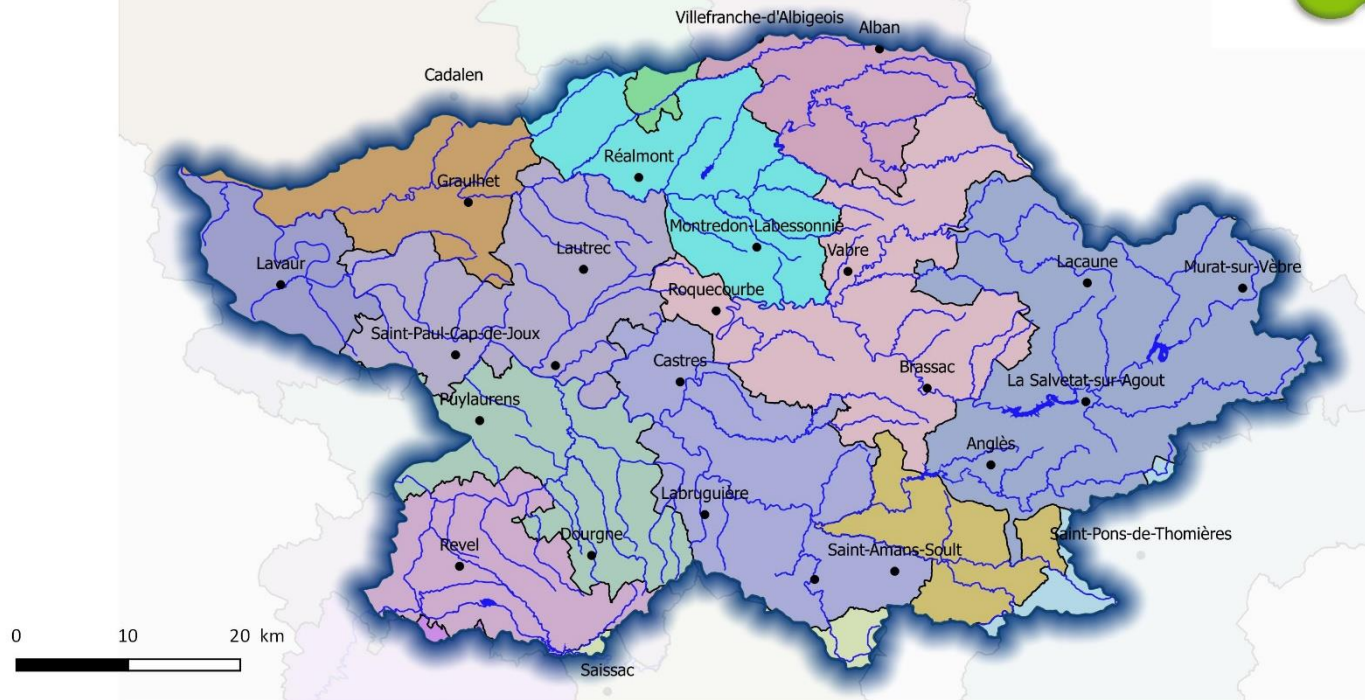 Villefranche-d'Albigeois
Alban
Cadalen
Réalmont
Graulhet
Montredon-Labessonnie
Lautrec
Vabre
Lavaur
Lacaune
Murat-sur-Vèbre
Roquecourbe
Saint-Paul-Cap-de-Joux
Castres
Brassac
La Salvetat-sur-Agout
Puylaurens
Anglès
Labruguière
Dourgne
Saint-Pons-de-Thomières
Revel
Saint-Amans-Soult
0 10 20 km
Saissac